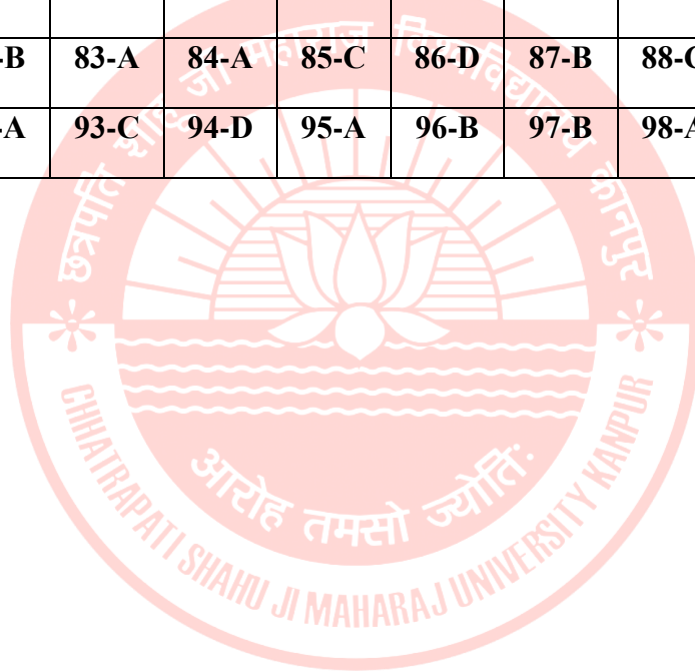 -B 83-A 84-A 85-C 86-D 87-B 88-C
-A 93-C 94-D 95-A 96-B 97-B 98-A
छत्रपति शाहू जी महाराज विश्वविद्यालय कानपुर
आरोह तमसो ज्योतिः
CHHATRAPATI SHAHU JI MAHARAJ UNIVERSITY KANPUR